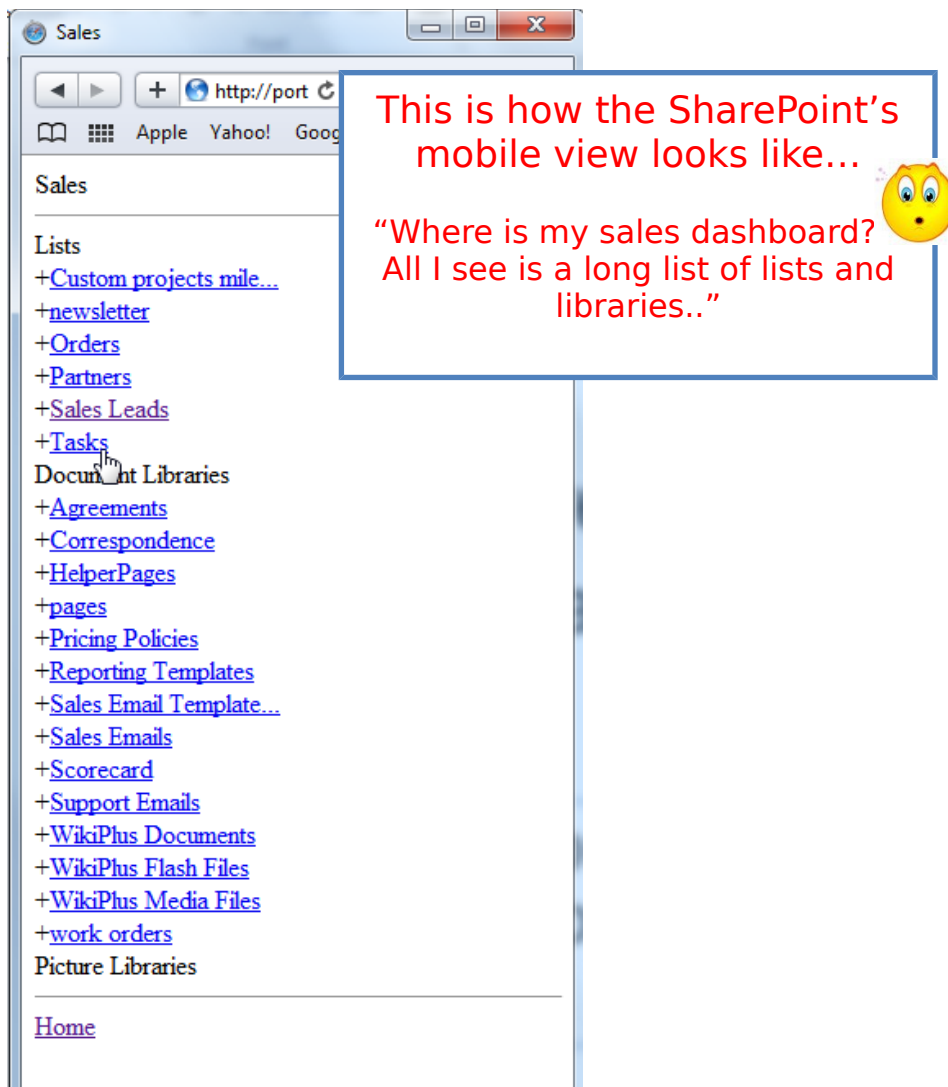 Sales
http://port
Apple Yahoo! Goog
This is how the SharePoint’s
mobile view looks like…
“Where is my sales dashboard?
All I see is a long list of lists and
libraries..”
Sales
Lists
+Custom projects mile...
+newsletter
+Orders
+Partners
+Sales Leads
+Tasks
Document Libraries
+Agreements
+Correspondence
+HelperPages
+pages
+Pricing Policies
+Reporting Templates
+Sales Email Template...
+Sales Emails
+Scorecard
+Support Emails
+WikiPlus Documents
+WikiPlus Flash Files
+WikiPlus Media Files
+work orders
Picture Libraries
Home